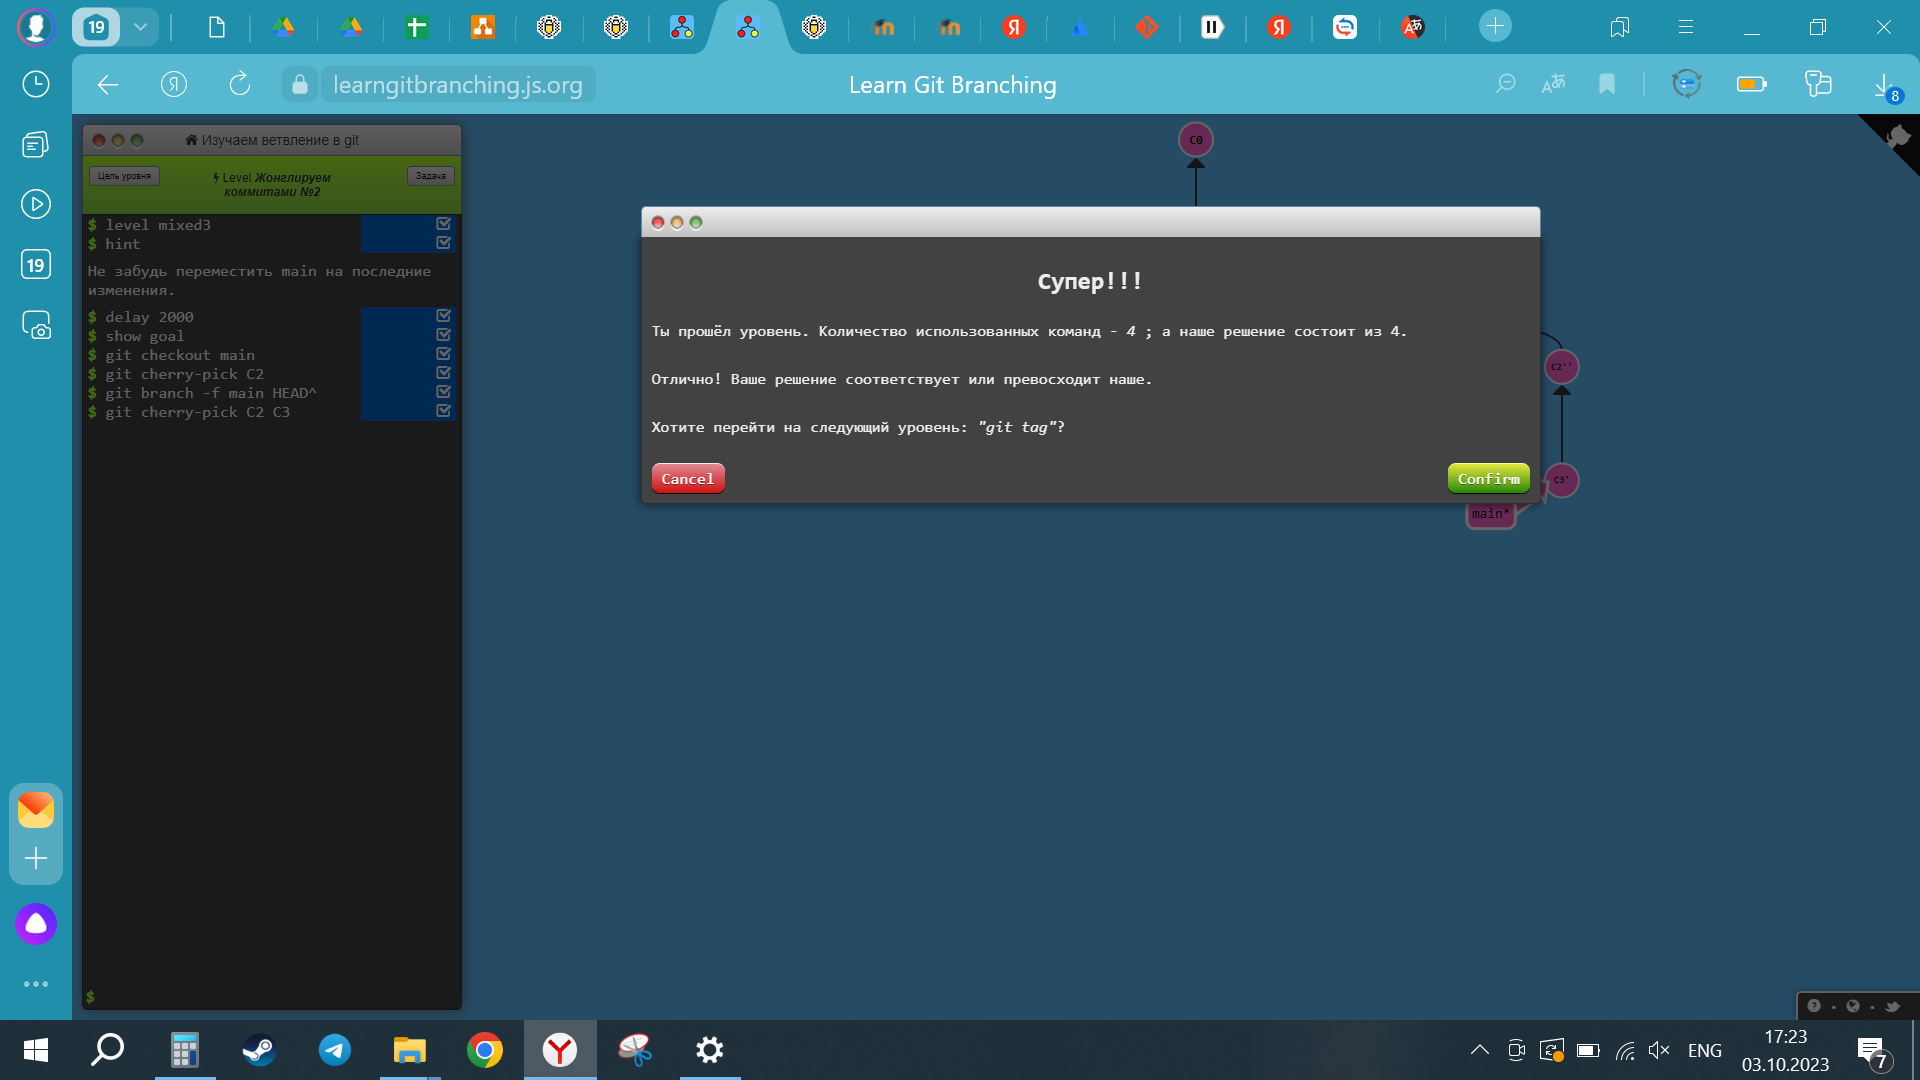 19
learngitbranching.js.org
Learn Git Branching
8
19
Изучаем ветвление в git
Цель уровня
Level Жонглируем
коммитами №2
Задача
$ level mixed3
$ hint
Не забудь переместить main на последние
изменения.
$ delay 2000
$ show goal
$ git checkout main
$ git cherry-pick C2
$ git branch -f main HEAD^
$ git cherry-pick C2 C3
$
C0
Супер!!!
Ты прошёл уровень. Количество использованных команд - 4 ; а наше решение состоит из 4.
Отлично! Ваше решение соответствует или превосходит наше.
Хотите перейти на следующий уровень: "git tag"?
Cancel
Confirm
C2''
C3'
main*
ENG
17:23
03.10.2023
7